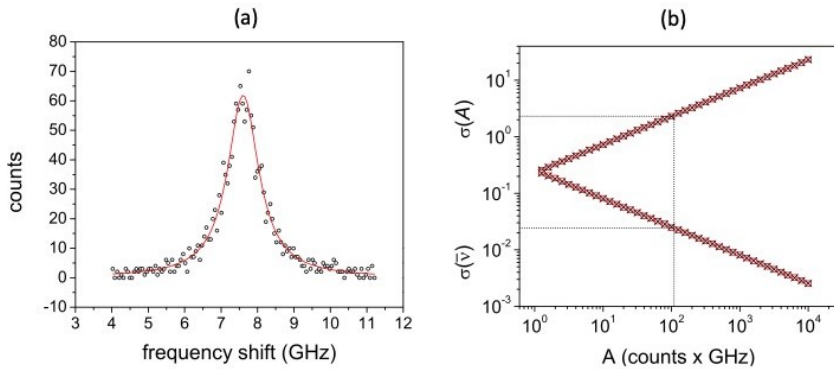 (a)
80
70
60
50
40
30
20
10
0
-10
3 4 5 6 7 8 9 10 11 12
counts
frequency shift (GHz)
(b)
10¹
10⁰
10⁻¹
10⁻²
10⁻³
10⁰ 10¹ 10² 10³ 10⁴
σ(A)
σ(ν̄)
A (counts x GHz)